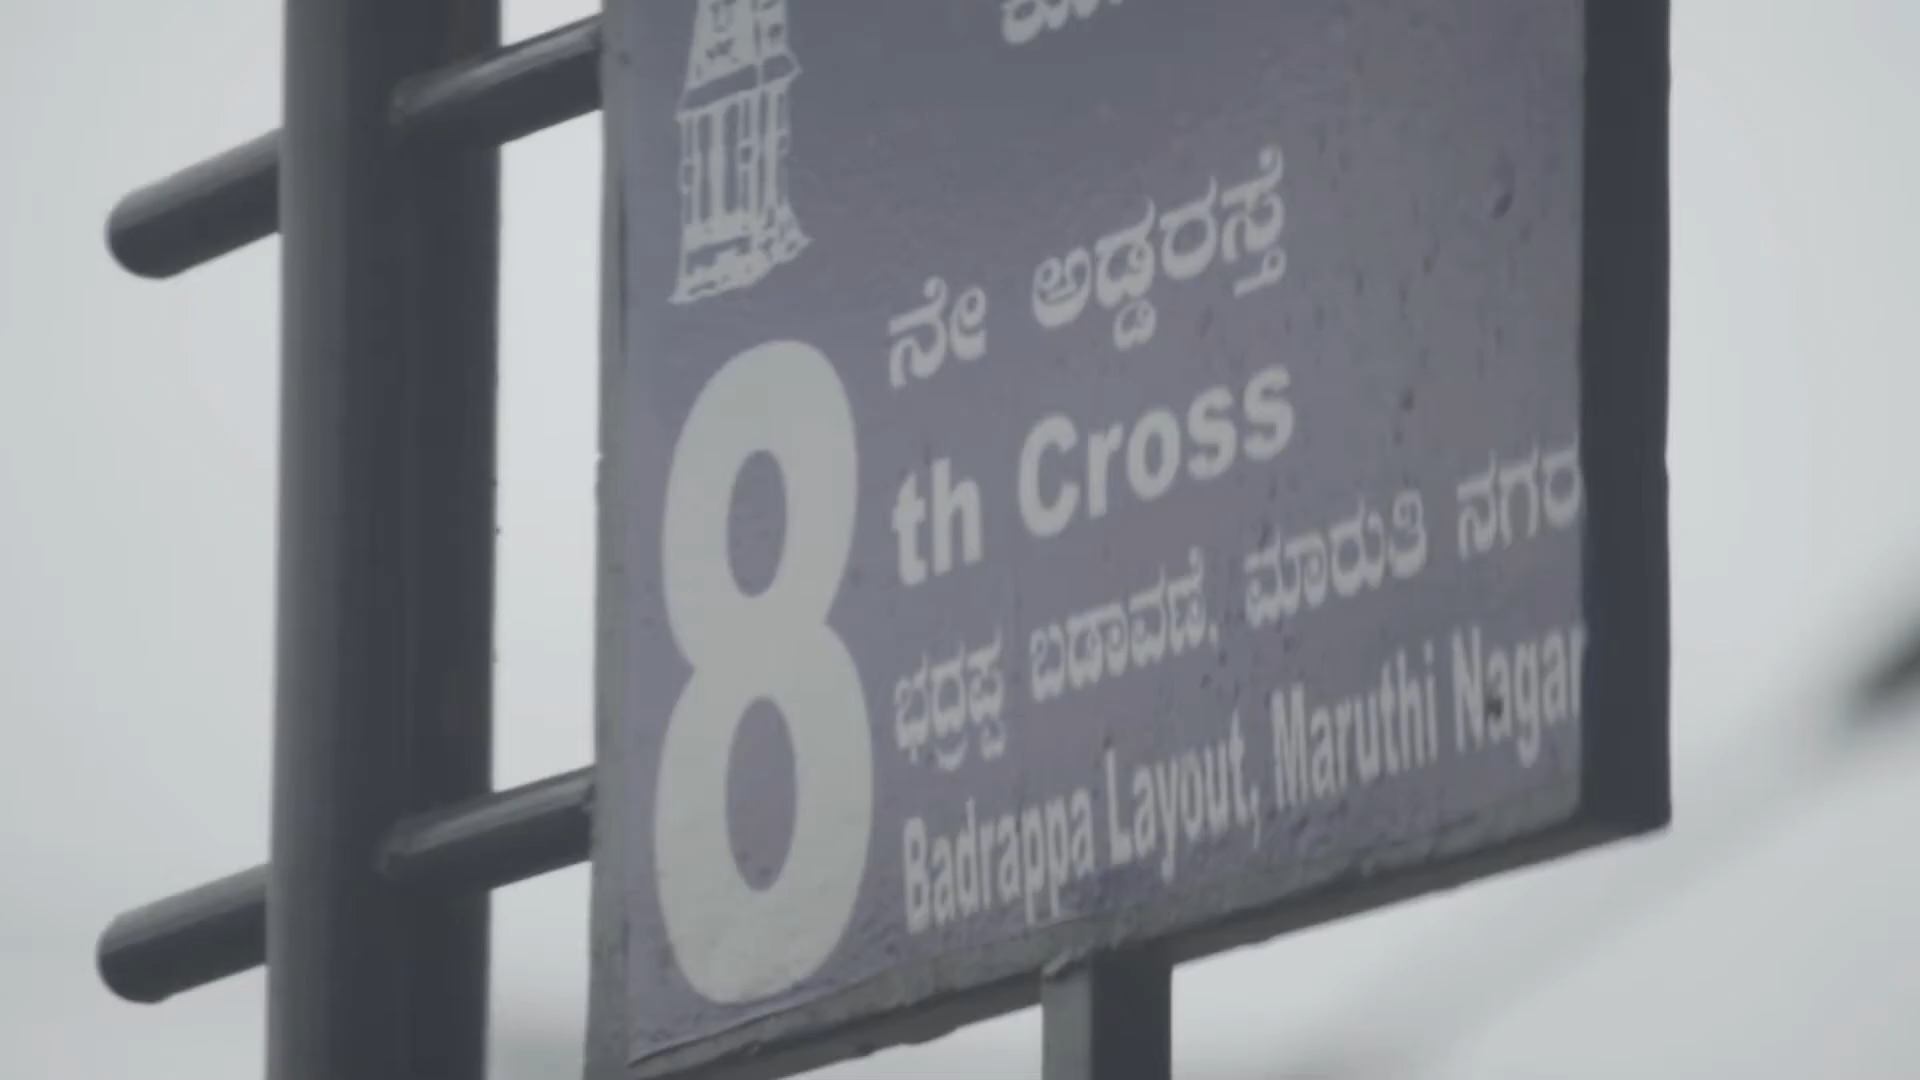 8 ನೇ ಅಡ್ಡರಸ್ತೆ
th Cross
ಭದ್ರಪ್ಪ ಬಡಾವಣೆ, ಮಾರುತಿ ನಗರ
Badrappa Layout, Maruthi Nagar